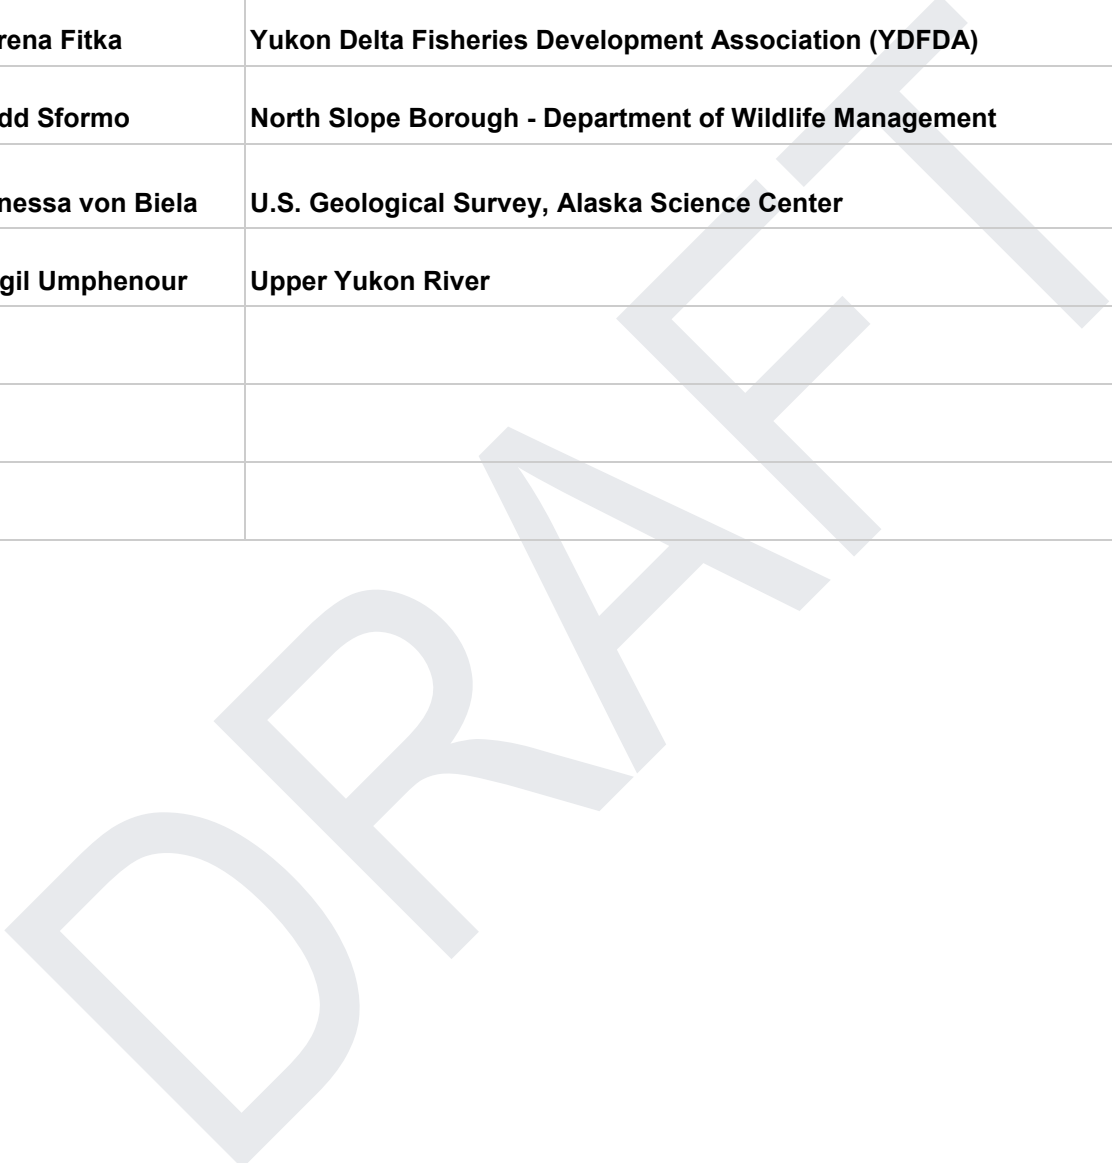 rena Fitka Yukon Delta Fisheries Development Association (YDFDA)
dd Sformo North Slope Borough - Department of Wildlife Management
nessa von Biela U.S. Geological Survey, Alaska Science Center
gil Umphenour Upper Yukon River
DRAFT